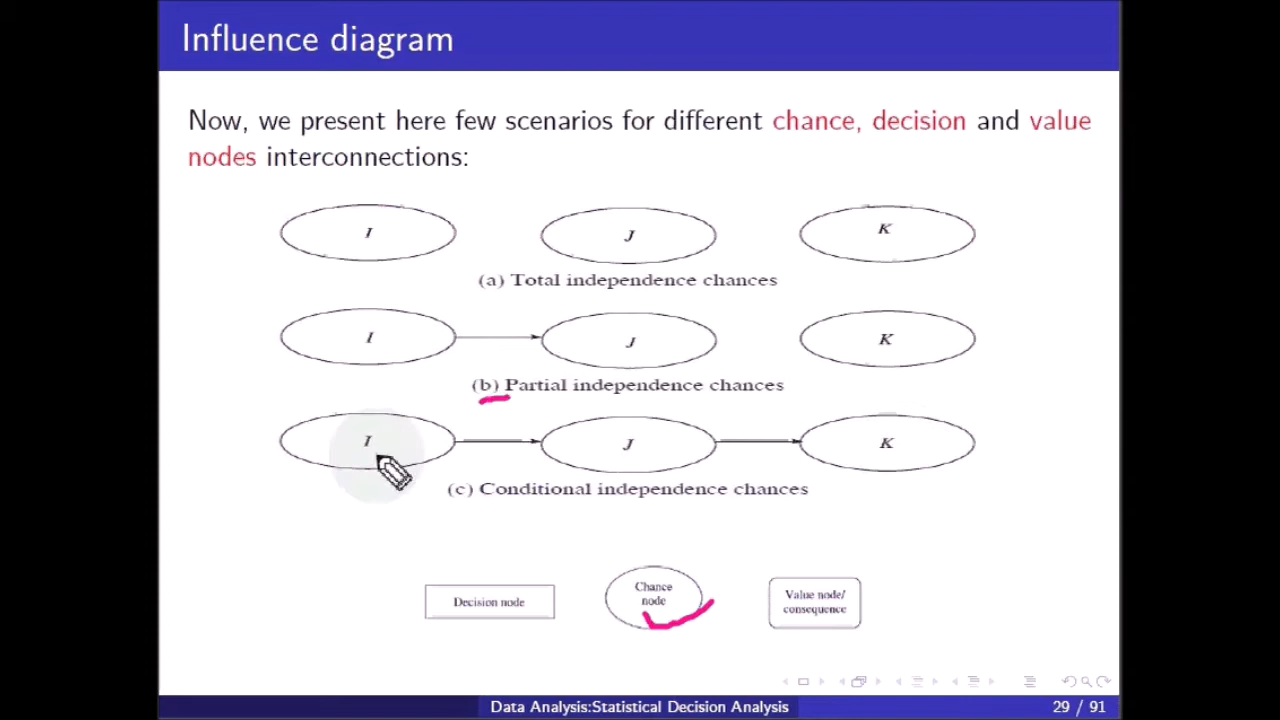 Influence diagram
Now, we present here few scenarios for different chance, decision and value
nodes interconnections:
I J K
(a) Total independence chances
I J K
(b) Partial independence chances
I J K
(c) Conditional independence chances
Decision node
Chance
node
Value node/
consequence
Data Analysis:Statistical Decision Analysis
29 / 91